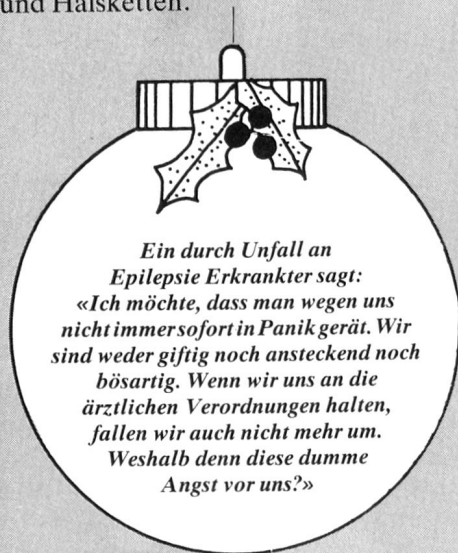 und Halsketten.
Ein durch Unfall an
Epilepsie Erkrankter sagt:
«Ich möchte, dass man wegen uns
nicht immer sofort in Panik gerät. Wir
sind weder giftig noch ansteckend noch
bösartig. Wenn wir uns an die
ärztlichen Verordnungen halten,
fallen wir auch nicht mehr um.
Weshalb denn diese dumme
Angst vor uns?»